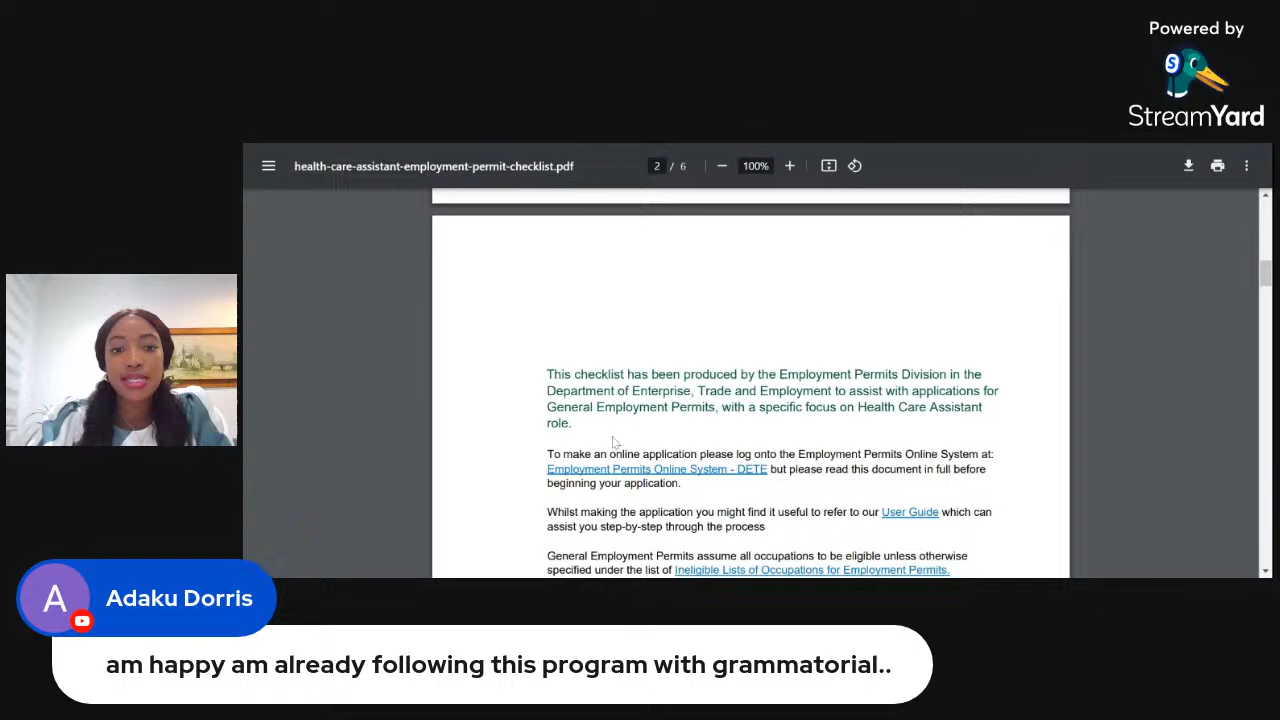 Powered by
S
StreamYard
health-care-assistant-employment-permit-checklist.pdf
2 / 6
100%
This checklist has been produced by the Employment Permits Division in the
Department of Enterprise, Trade and Employment to assist with applications for
General Employment Permits, with a specific focus on Health Care Assistant
role.
To make an online application please log onto the Employment Permits Online System at:
Employment Permits Online System - DETE but please read this document in full before
beginning your application.
Whilst making the application you might find it useful to refer to our User Guide which can
assist you step-by-step through the process
General Employment Permits assume all occupations to be eligible unless otherwise
specified under the list of Ineligible Lists of Occupations for Employment Permits.
A
Adaku Dorris
am happy am already following this program with grammatorial..